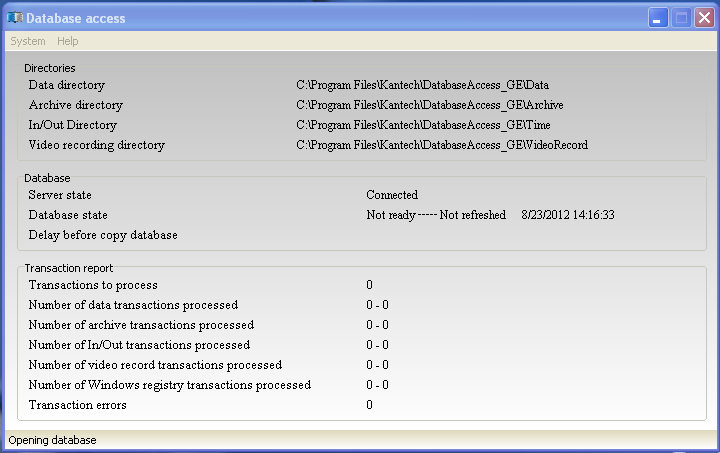 Database access
System Help
Directories
Data directory C:\Program Files\Kantech\DatabaseAccess_GE\Data
Archive directory C:\Program Files\Kantech\DatabaseAccess_GE\Archive
In/Out Directory C:\Program Files\Kantech\DatabaseAccess_GE\Time
Video recording directory C:\Program Files\Kantech\DatabaseAccess_GE\VideoRecord
Database
Server state Connected
Database state Not ready ----- Not refreshed 8/23/2012 14:16:33
Delay before copy database
Transaction report
Transactions to process 0
Number of data transactions processed 0 - 0
Number of archive transactions processed 0 - 0
Number of In/Out transactions processed 0 - 0
Number of video record transactions processed 0 - 0
Number of Windows registry transactions processed 0 - 0
Transaction errors 0
Opening database